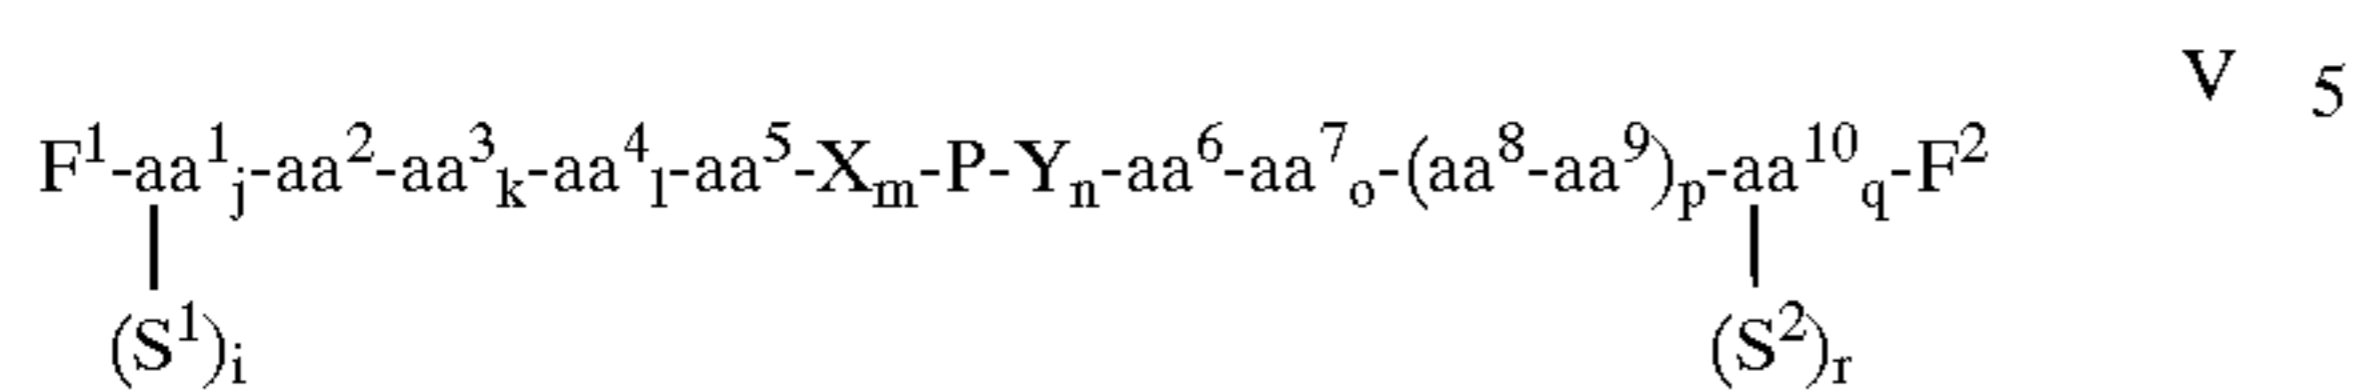 V 5
F¹-aa¹ⱼ-aa²-aa³ₖ-aa⁴ₗ-aa⁵-Xₘ-P-Yₙ-aa⁶-aa⁷ₒ-(aa⁸-aa⁹)ₚ-aa¹⁰q-F²
(S¹)ᵢ (S²)ᵣ